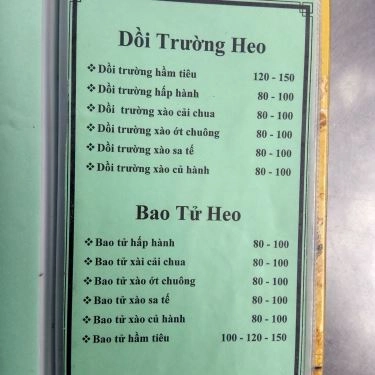 Dồi Trường Heo
❖ Dồi trường hầm tiêu 120 - 150
❖ Dồi trường hấp hành 80 - 100
❖ Dồi trường xào cải chua 80 - 100
❖ Dồi trường xào ớt chuông 80 - 100
❖ Dồi trường xào sa tế 80 - 100
❖ Dồi trường xào củ hành 80 - 100
Bao Tử Heo
❖ Bao tử hấp hành 80 - 100
❖ Bao tử xài cải chua 80 - 100
❖ Bao tử xào ớt chuông 80 - 100
❖ Bao tử xào sa tế 80 - 100
❖ Bao tử xào củ hành 80 - 100
❖ Bao tử hầm tiêu 100 - 120 - 150